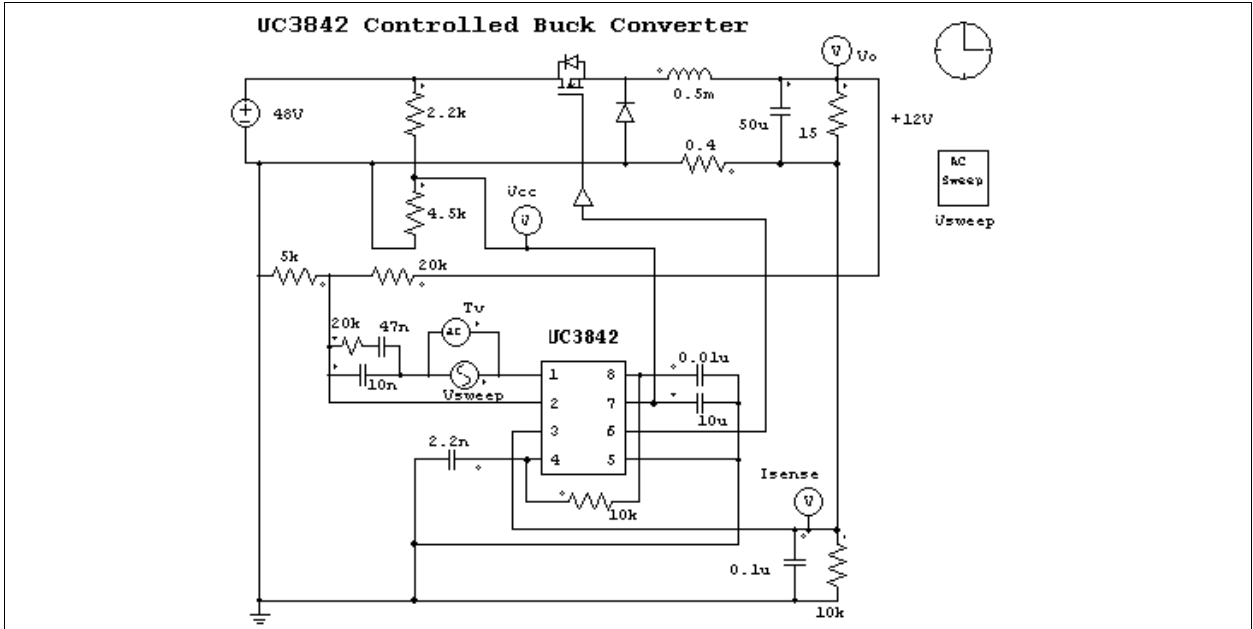 UC3842 Controlled Buck Converter
V Vo
0.5m
48V
2.2k
50u
15
+12V
0.4
AC
Sweep
Vsweep
Vcc
V
4.5k
5k
20k
Tv
20k
47n
AC
UC3842
0.01u
1 8
10n
Vsweep
2 7
10u
3 6
2.2n
4 5
Isense
V
10k
0.1u
10k